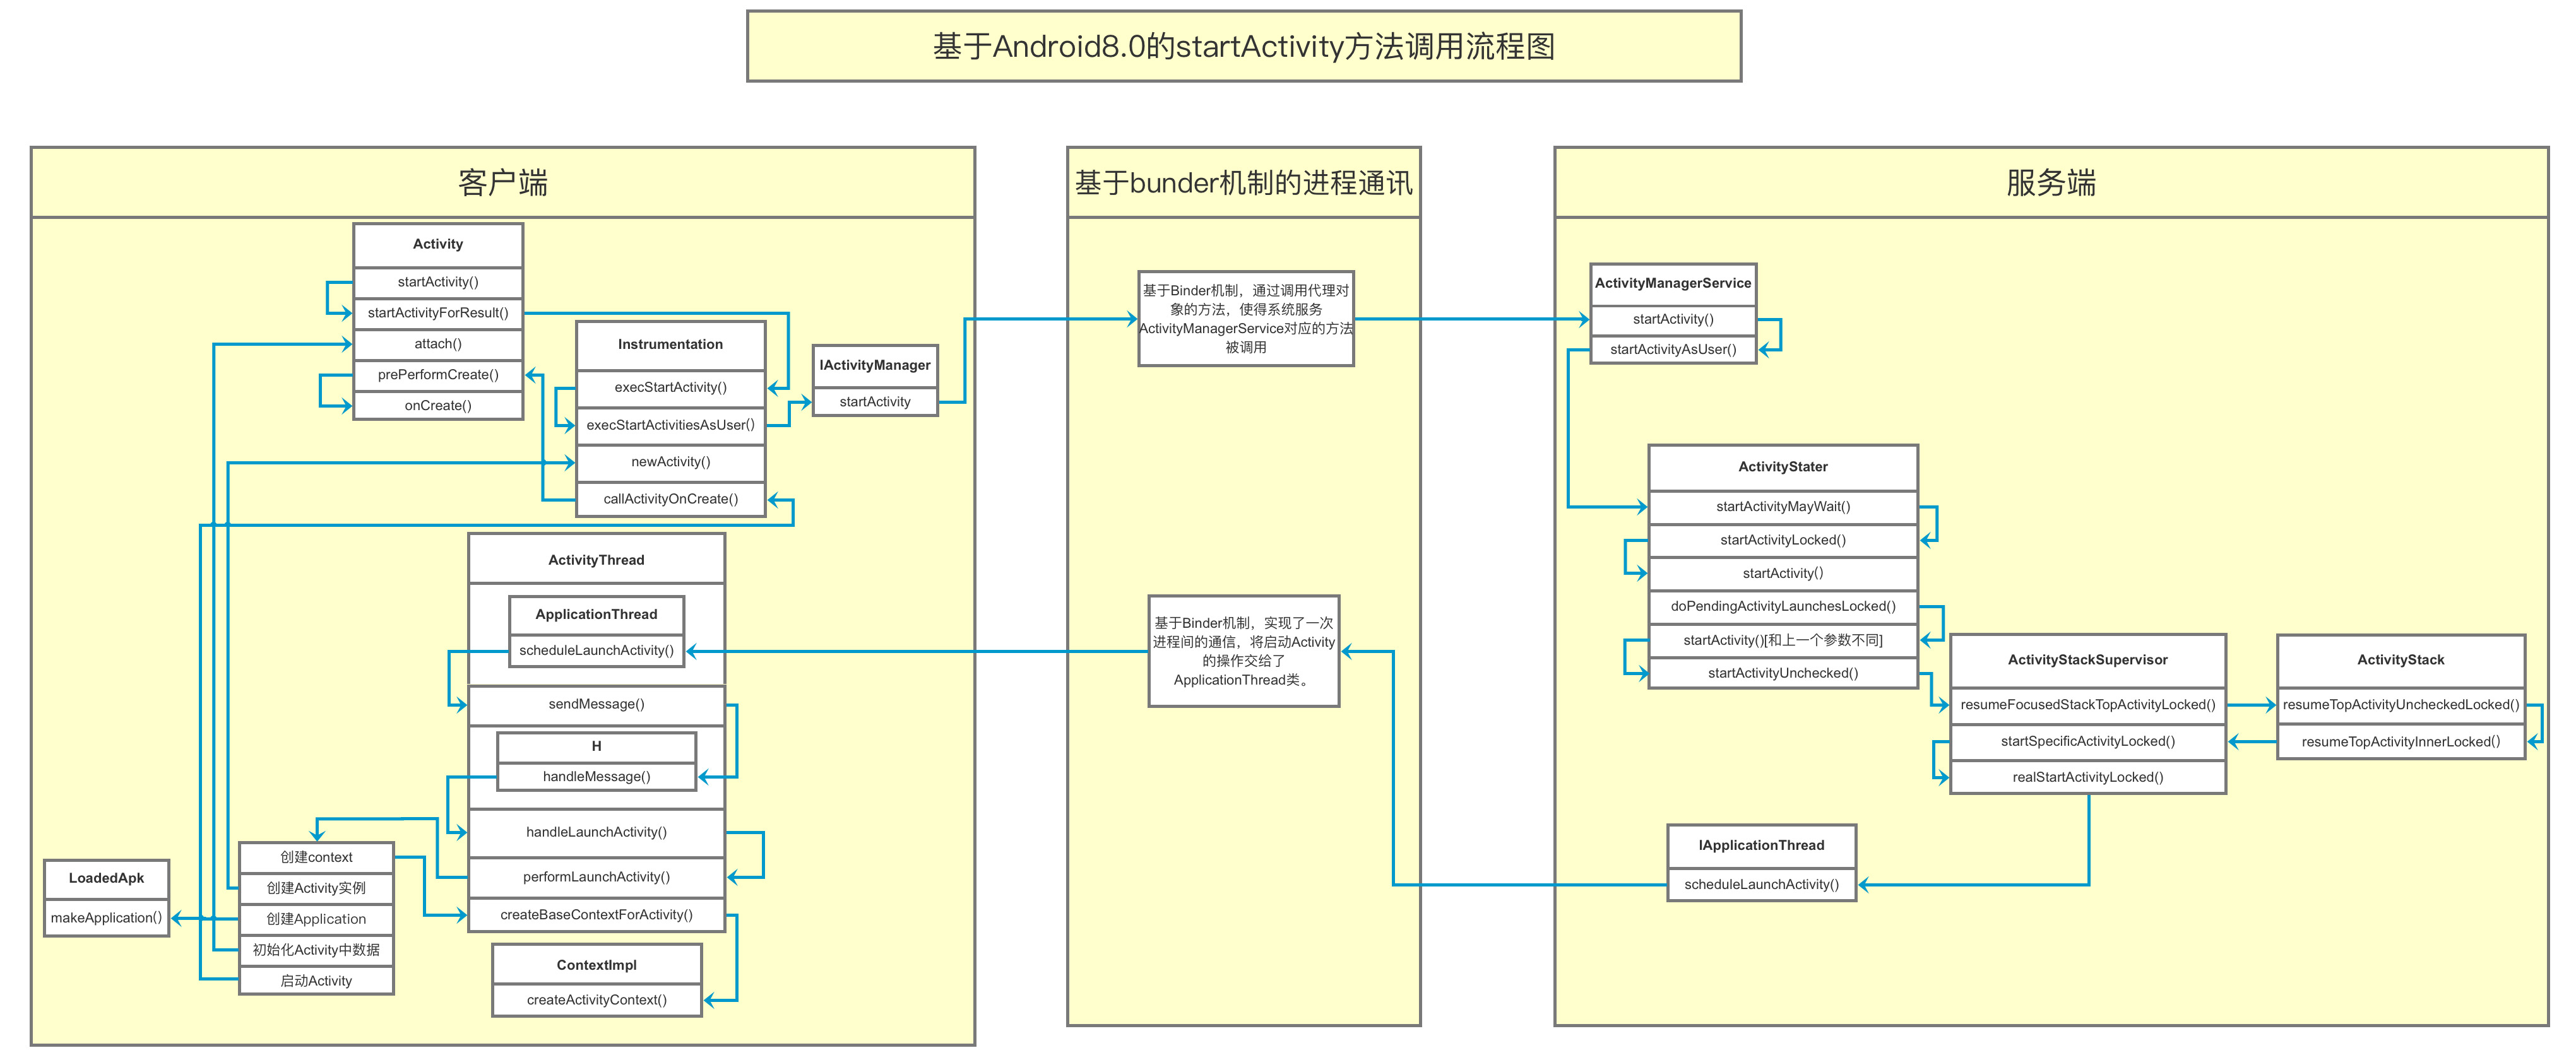 基于Android8.0的startActivity方法调用流程图
客户端
Activity
startActivity()
startActivityForResult()
attach()
prePerformCreate()
onCreate()
Instrumentation
execStartActivity()
execStartActivitiesAsUser()
newActivity()
callActivityOnCreate()
IActivityManager
startActivity
ActivityThread
ApplicationThread
scheduleLaunchActivity()
sendMessage()
H
handleMessage()
handleLaunchActivity()
performLaunchActivity()
createBaseContextForActivity()
LoadedApk
makeApplication()
创建context
创建Activity实例
创建Application
初始化Activity中数据
启动Activity
ContextImpl
createActivityContext()
基于bunder机制的进程通讯
基于Binder机制，通过调用代理对
象的方法，使得系统服务
ActivityManagerService对应的方法
被调用
基于Binder机制，实现了一次
进程间的通信，将启动Activity
的操作交给了
ApplicationThread类。
服务端
ActivityManagerService
startActivity()
startActivityAsUser()
ActivityStater
startActivityMayWait()
startActivityLocked()
startActivity()
doPendingActivityLaunchesLocked()
startActivity()[和上一个参数不同]
startActivityUnchecked()
ActivityStackSupervisor
resumeFocusedStackTopActivityLocked()
startSpecificActivityLocked()
realStartActivityLocked()
ActivityStack
resumeTopActivityUncheckedLocked()
resumeTopActivityInnerLocked()
IApplicationThread
scheduleLaunchActivity()